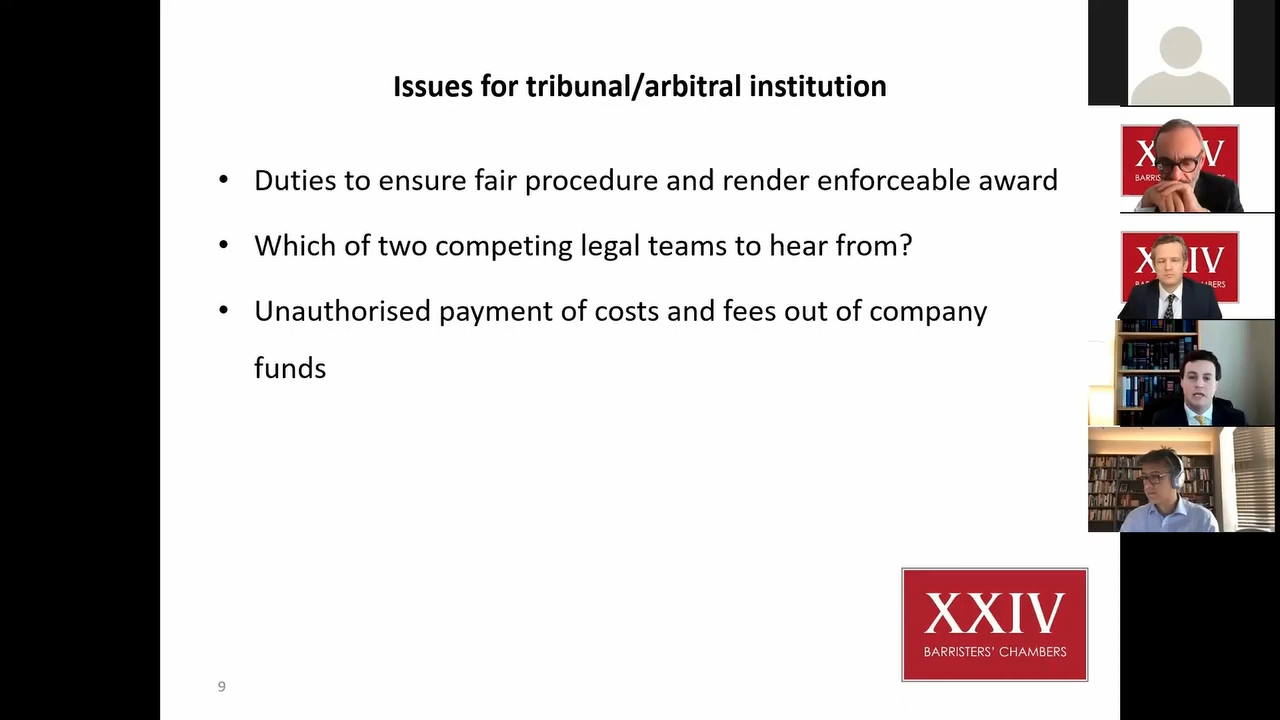 Issues for tribunal/arbitral institution
• Duties to ensure fair procedure and render enforceable award
• Which of two competing legal teams to hear from?
• Unauthorised payment of costs and fees out of company
funds
XXIV
BARRISTERS' CHAMBERS
9